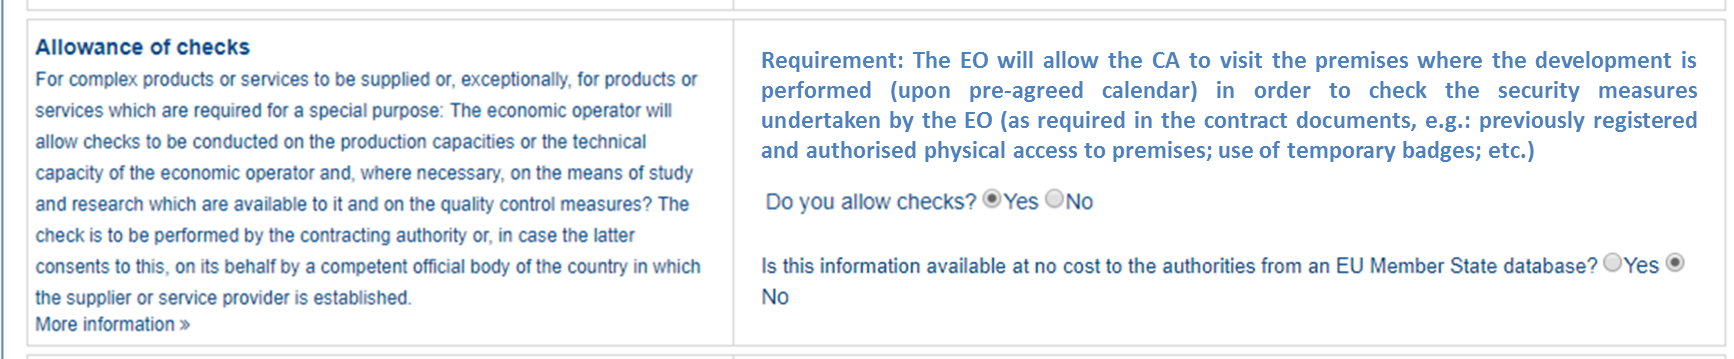 Allowance of checks
For complex products or services to be supplied or, exceptionally, for products or
services which are required for a special purpose: The economic operator will
allow checks to be conducted on the production capacities or the technical
capacity of the economic operator and, where necessary, on the means of study
and research which are available to it and on the quality control measures? The
check is to be performed by the contracting authority or, in case the latter
consents to this, on its behalf by a competent official body of the country in which
the supplier or service provider is established.
More information »
Requirement: The EO will allow the CA to visit the premises where the development is
performed (upon pre-agreed calendar) in order to check the security measures
undertaken by the EO (as required in the contract documents, e.g.: previously registered
and authorised physical access to premises; use of temporary badges; etc.)
Do you allow checks? Yes No
Is this information available at no cost to the authorities from an EU Member State database? Yes
No